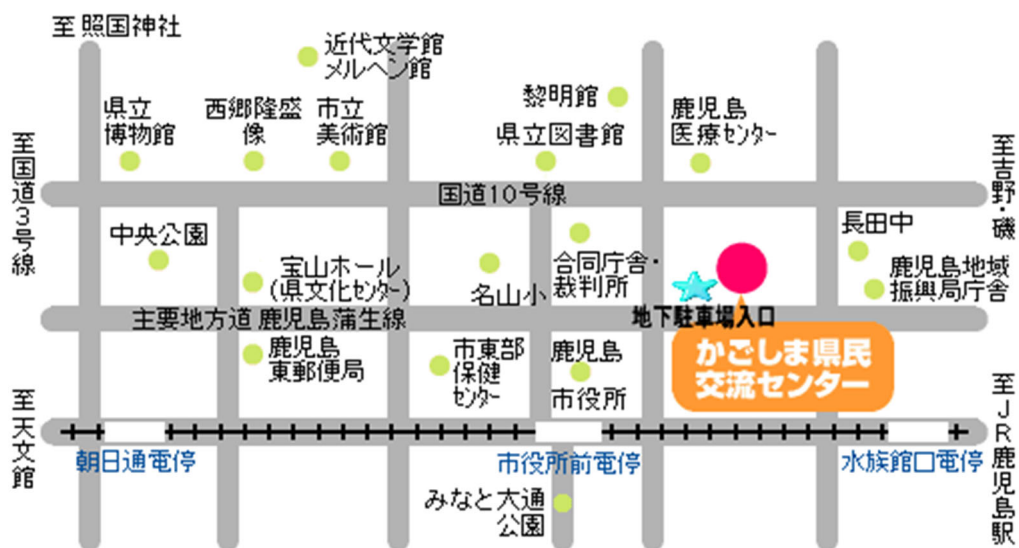 至 照国神社
近代文学館
メルヘン館
県立
博物館
西郷隆盛
像
市立
美術館
黎明館
県立図書館
鹿児島
医療センター
至国道3号線
国道10号線
至吉野・磯
中央公園
宝山ホール
(県文化センター)
名山小
合同庁舎・
裁判所
長田中
鹿児島地域
振興局庁舎
主要地方道 鹿児島蒲生線
地下駐車場入口
かごしま県民
交流センター
鹿児島
東郵便局
市東部
保健
センター
鹿児島
市役所
至天文館
至JR鹿児島駅
朝日通電停
市役所前電停
水族館口電停
みなと大通
公園